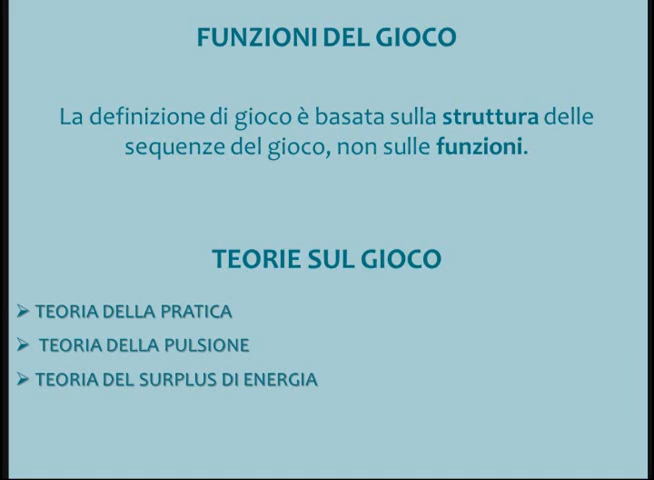 FUNZIONI DEL GIOCO
La definizione di gioco è basata sulla struttura delle
sequenze del gioco, non sulle funzioni.
TEORIE SUL GIOCO
➢ TEORIA DELLA PRATICA
➢ TEORIA DELLA PULSIONE
➢ TEORIA DEL SURPLUS DI ENERGIA